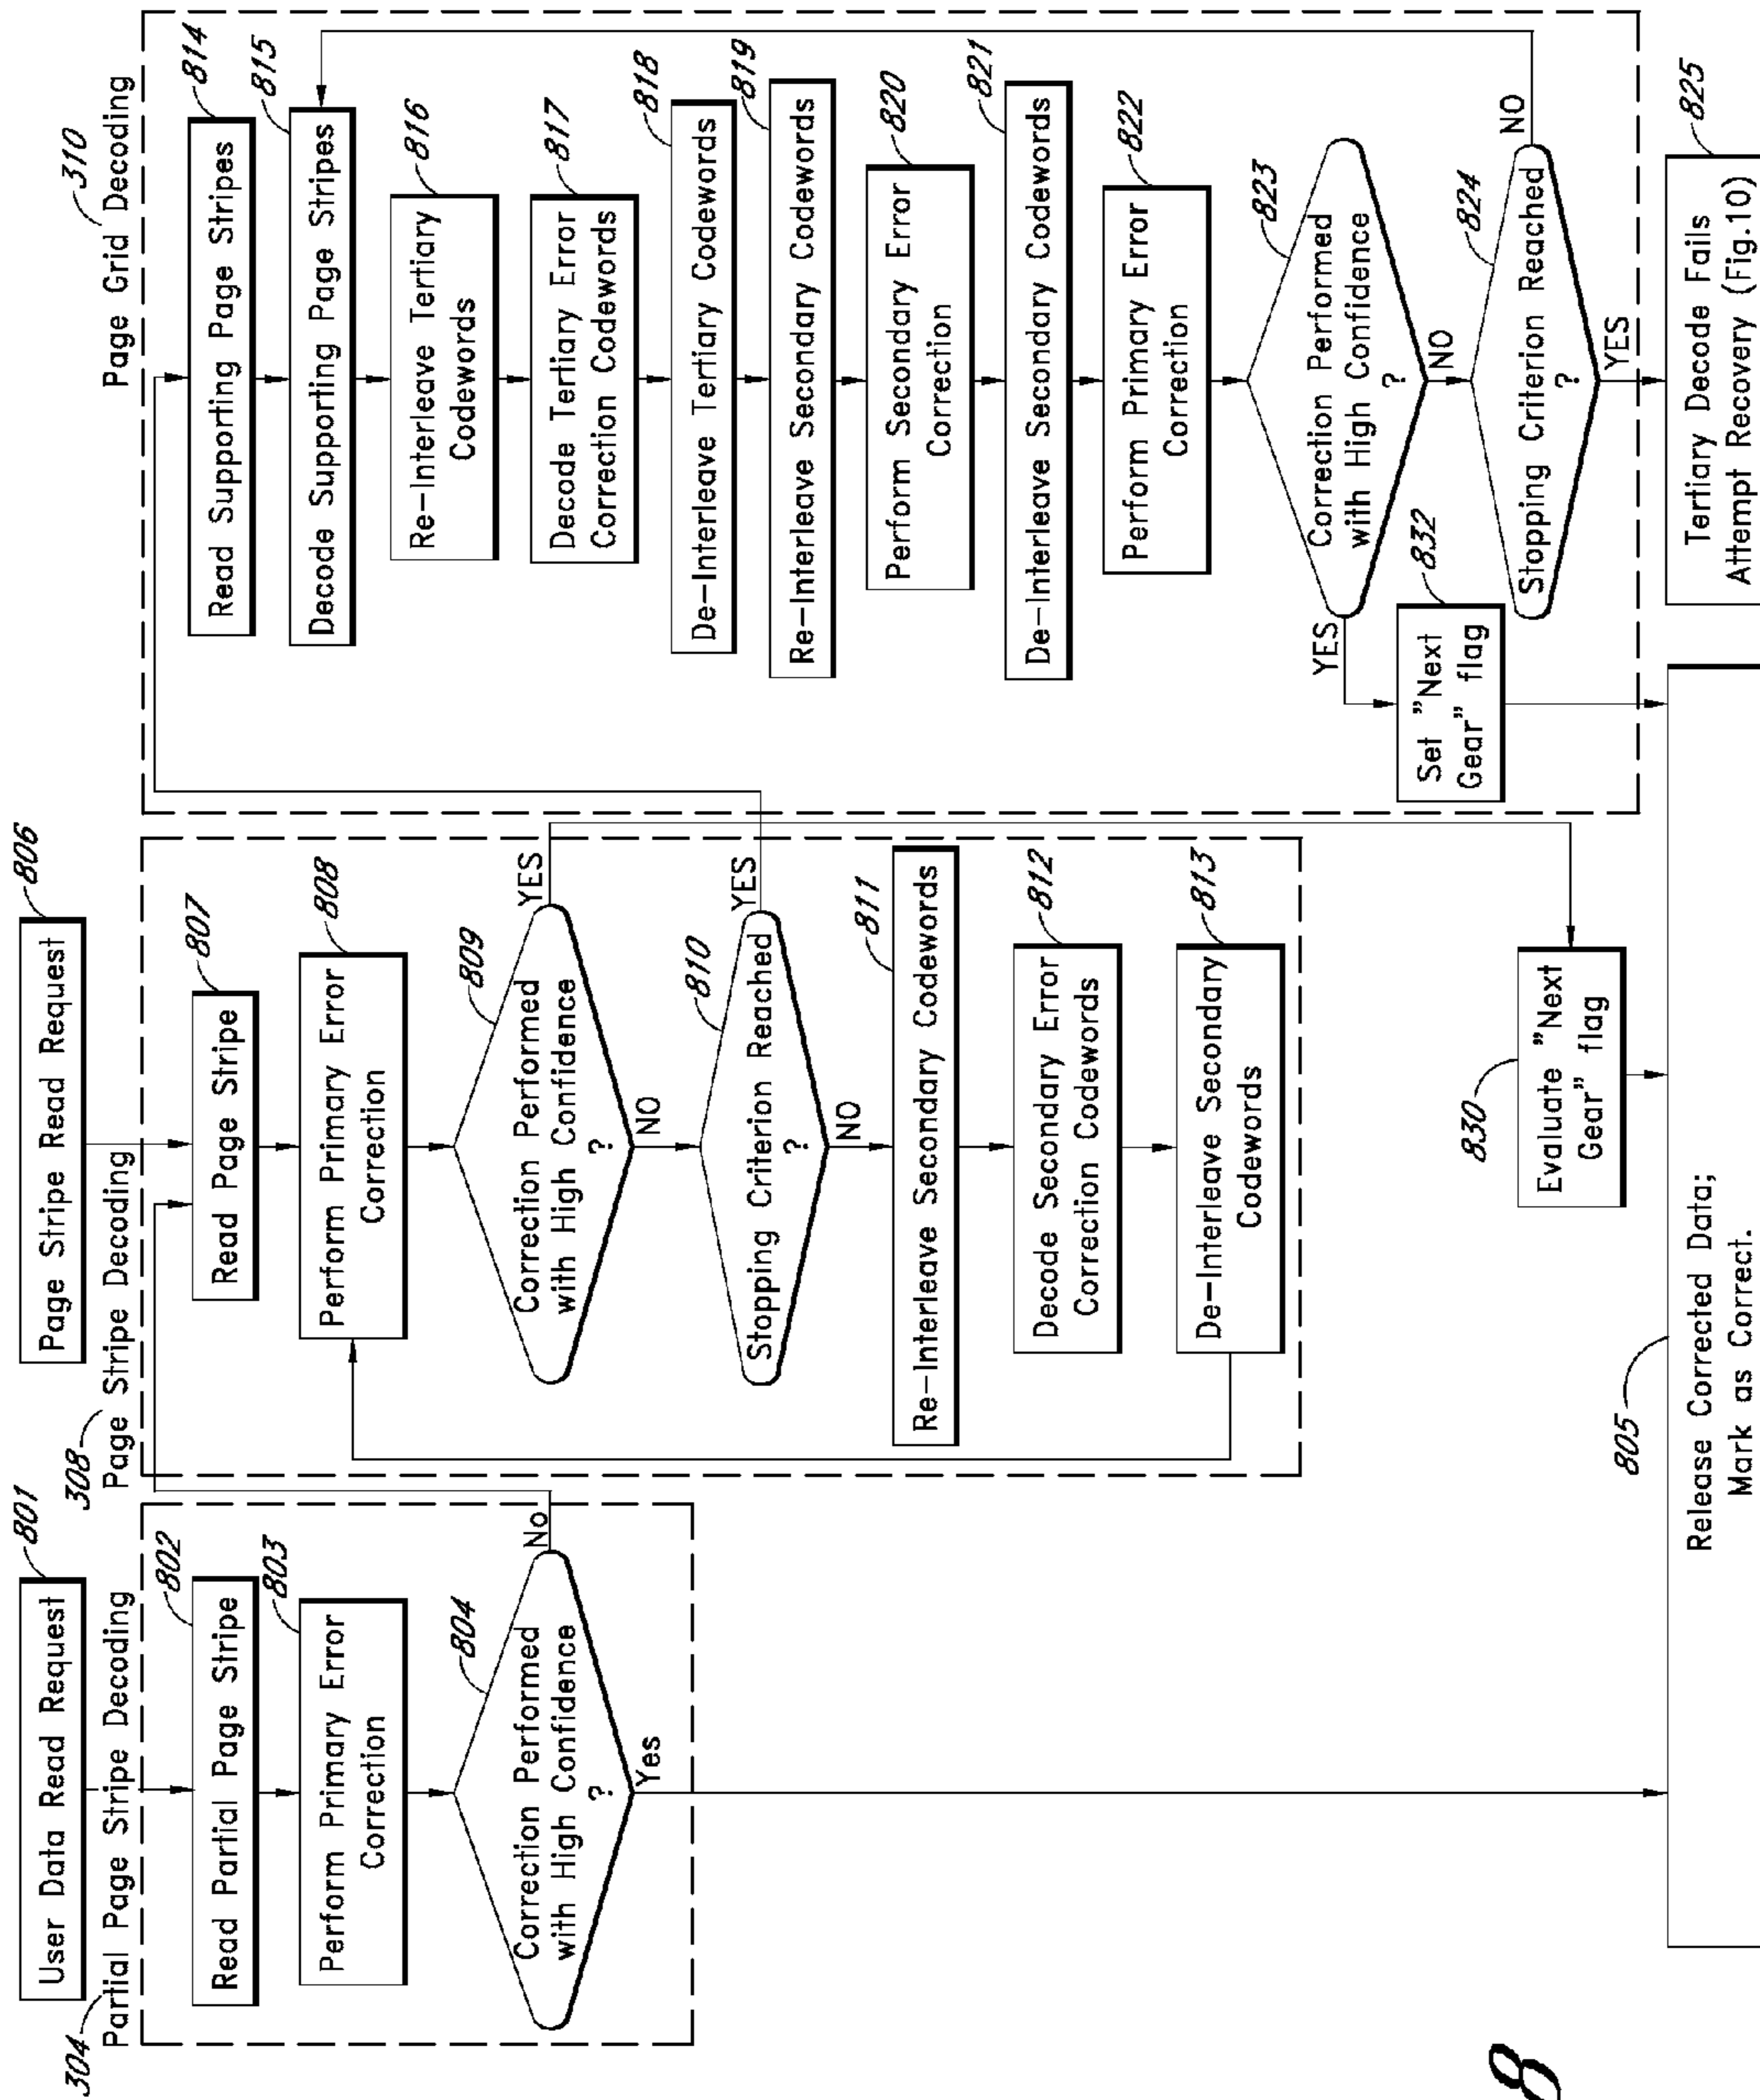 801
User Data Read Request
304
Partial Page Stripe Decoding
802
Read Partial Page Stripe
803
Perform Primary Error
Correction
804
Correction Performed
with High Confidence
?
No
Yes
806
Page Stripe Read Request
308
Page Stripe Decoding
807
Read Page Stripe
808
Perform Primary Error
Correction
809
Correction Performed
with High Confidence
?
YES
NO
810
Stopping Criterion Reached
?
YES
NO
811
Re-Interleave Secondary Codewords
812
Decode Secondary Error
Correction Codewords
813
De-Interleave Secondary
Codewords
830
Evaluate "Next
Gear" flag
310
Page Grid Decoding
814
Read Supporting Page Stripes
815
Decode Supporting Page Stripes
816
Re-Interleave Tertiary
Codewords
817
Decode Tertiary Error
Correction Codewords
818
De-Interleave Tertiary Codewords
819
Re-Interleave Secondary Codewords
820
Perform Secondary Error
Correction
821
De-Interleave Secondary Codewords
822
Perform Primary Error
Correction
823
Correction Performed
with High Confidence
?
YES
NO
832
Set "Next
Gear" flag
824
Stopping Criterion Reached
?
NO
YES
805
Release Corrected Data;
Mark as Correct.
825
Tertiary Decode Fails
Attempt Recovery (Fig.10)
8